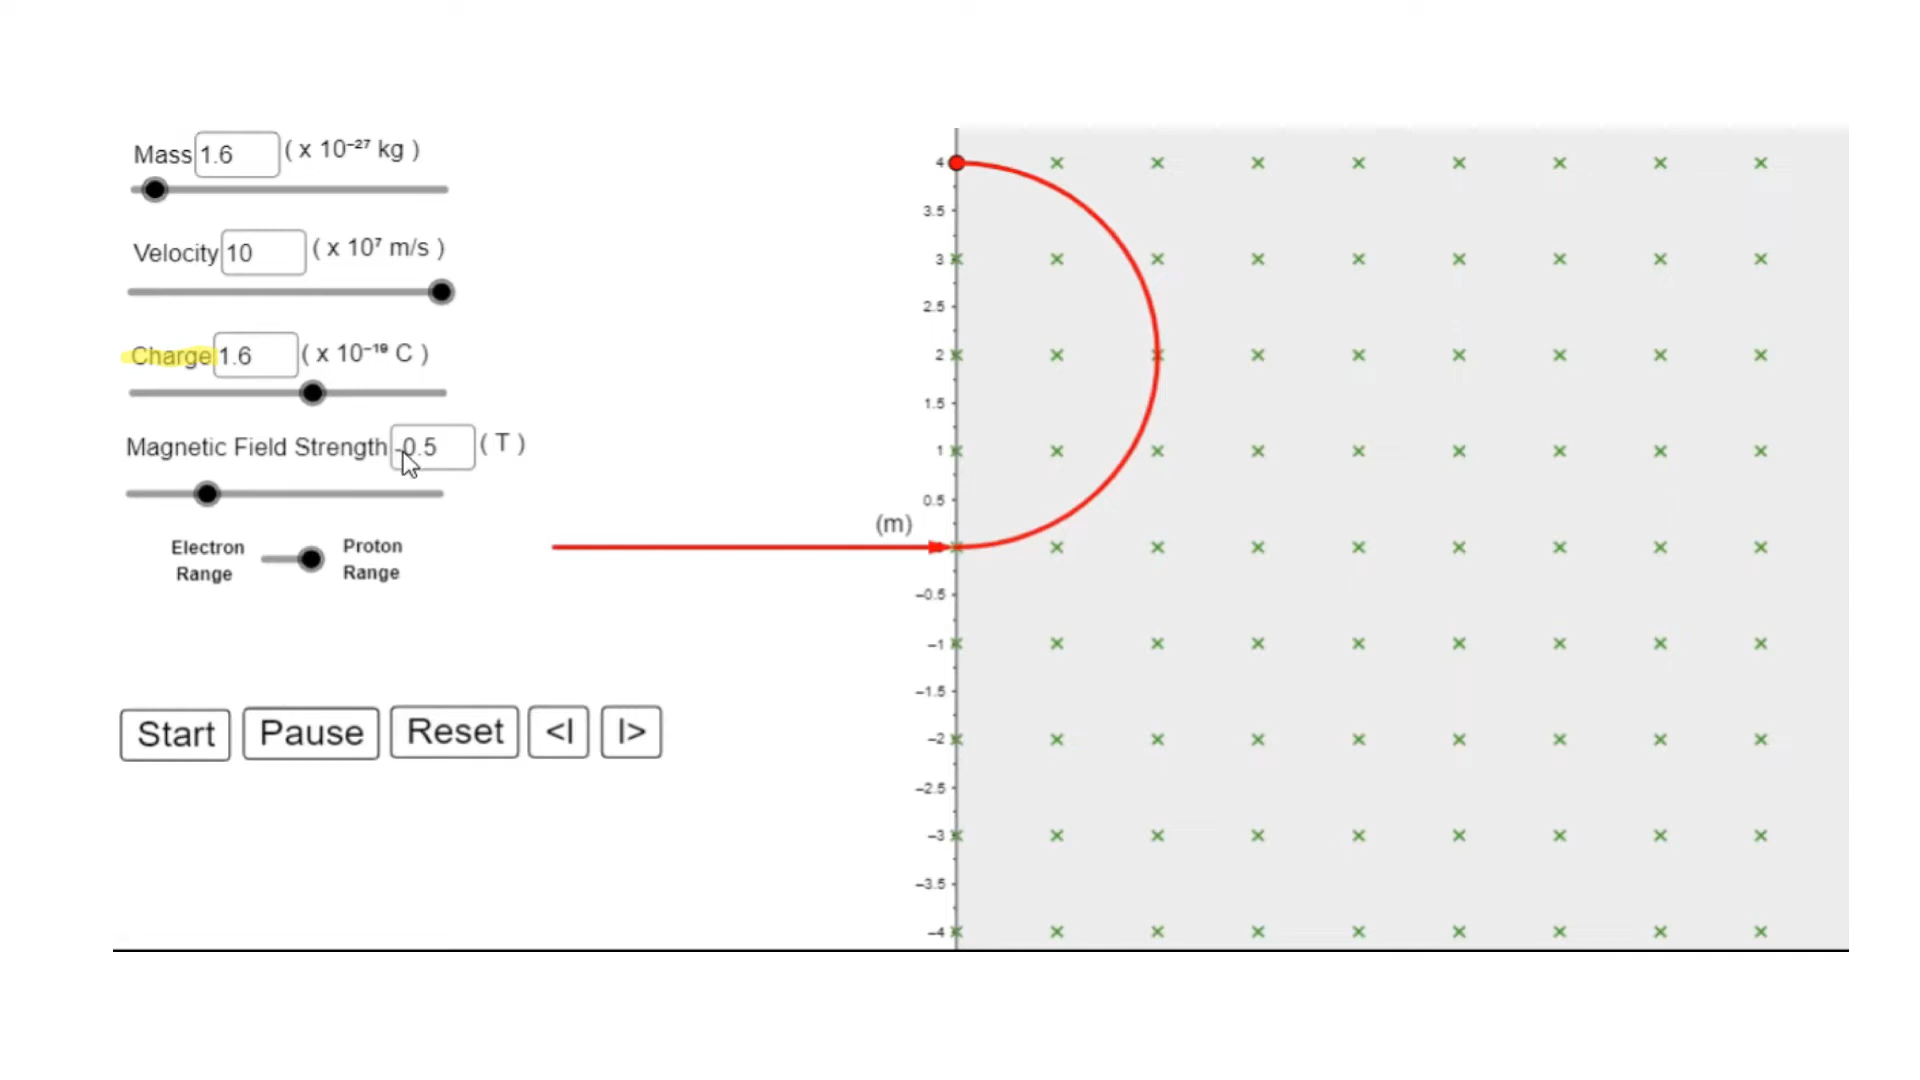 Mass 1.6 ( x 10⁻²⁷ kg )
Velocity 10 ( x 10⁷ m/s )
Charge 1.6 ( x 10⁻¹⁹ C )
Magnetic Field Strength -0.5 ( T )
Electron Range
Proton Range
Start Pause Reset <I I>
(m)
4
3.5
3
2.5
2
1.5
1
0.5
−0.5
−1
−1.5
−2
−2.5
−3
−3.5
−4